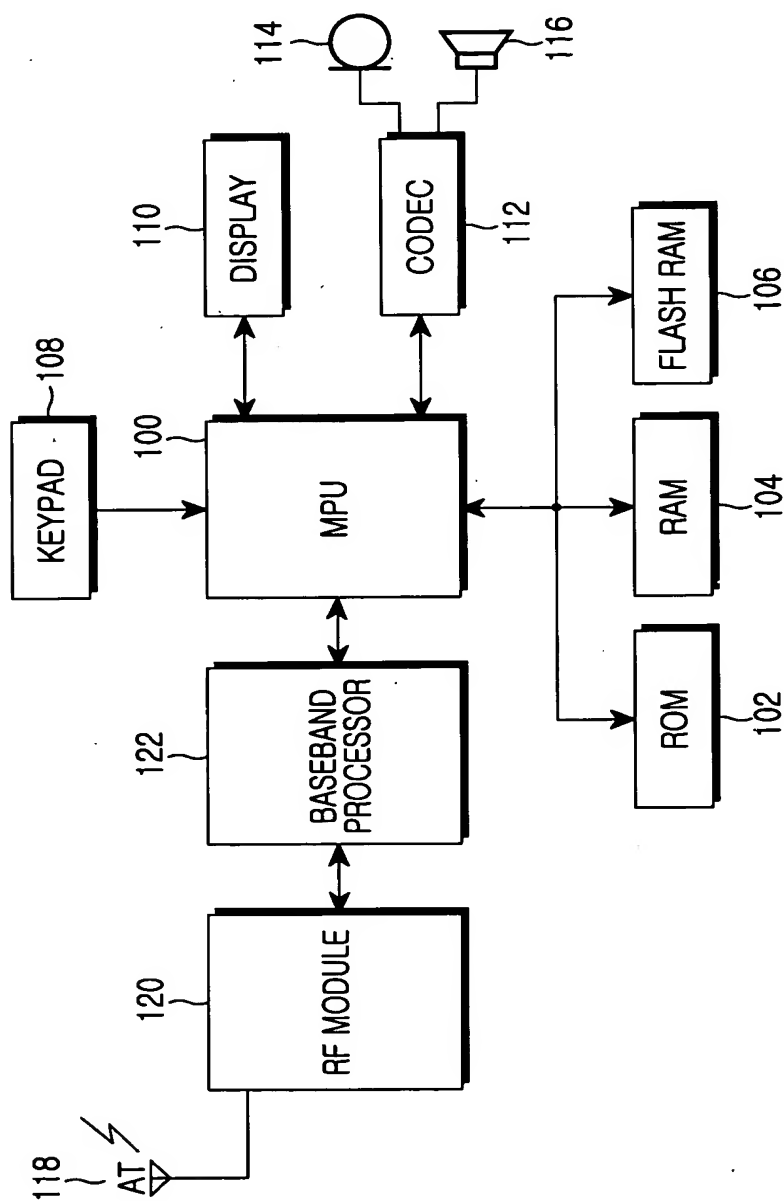 118
AT
120
RF MODULE
122
BASEBAND
PROCESSOR
100
MPU
KEYPAD
108
110
DISPLAY
CODEC
112
114
116
ROM
102
RAM
104
FLASH RAM
106